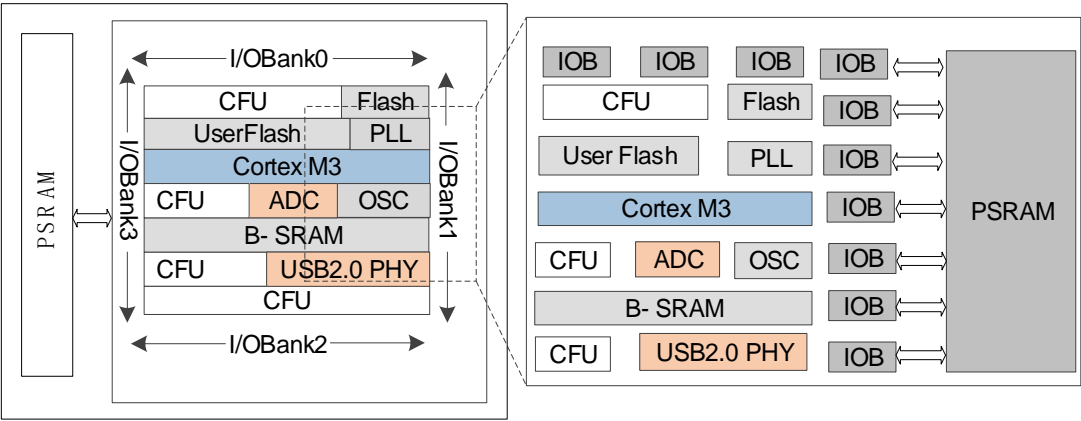 PSRAM
I/OBank0
I/OBank3
I/OBank1
CFU Flash
UserFlash PLL
Cortex M3
CFU ADC OSC
B- SRAM
CFU USB2.0 PHY
CFU
I/OBank2
IOB IOB IOB IOB
CFU Flash IOB
User Flash PLL IOB
Cortex M3 IOB
CFU ADC OSC IOB
B- SRAM IOB
CFU USB2.0 PHY IOB
PSRAM